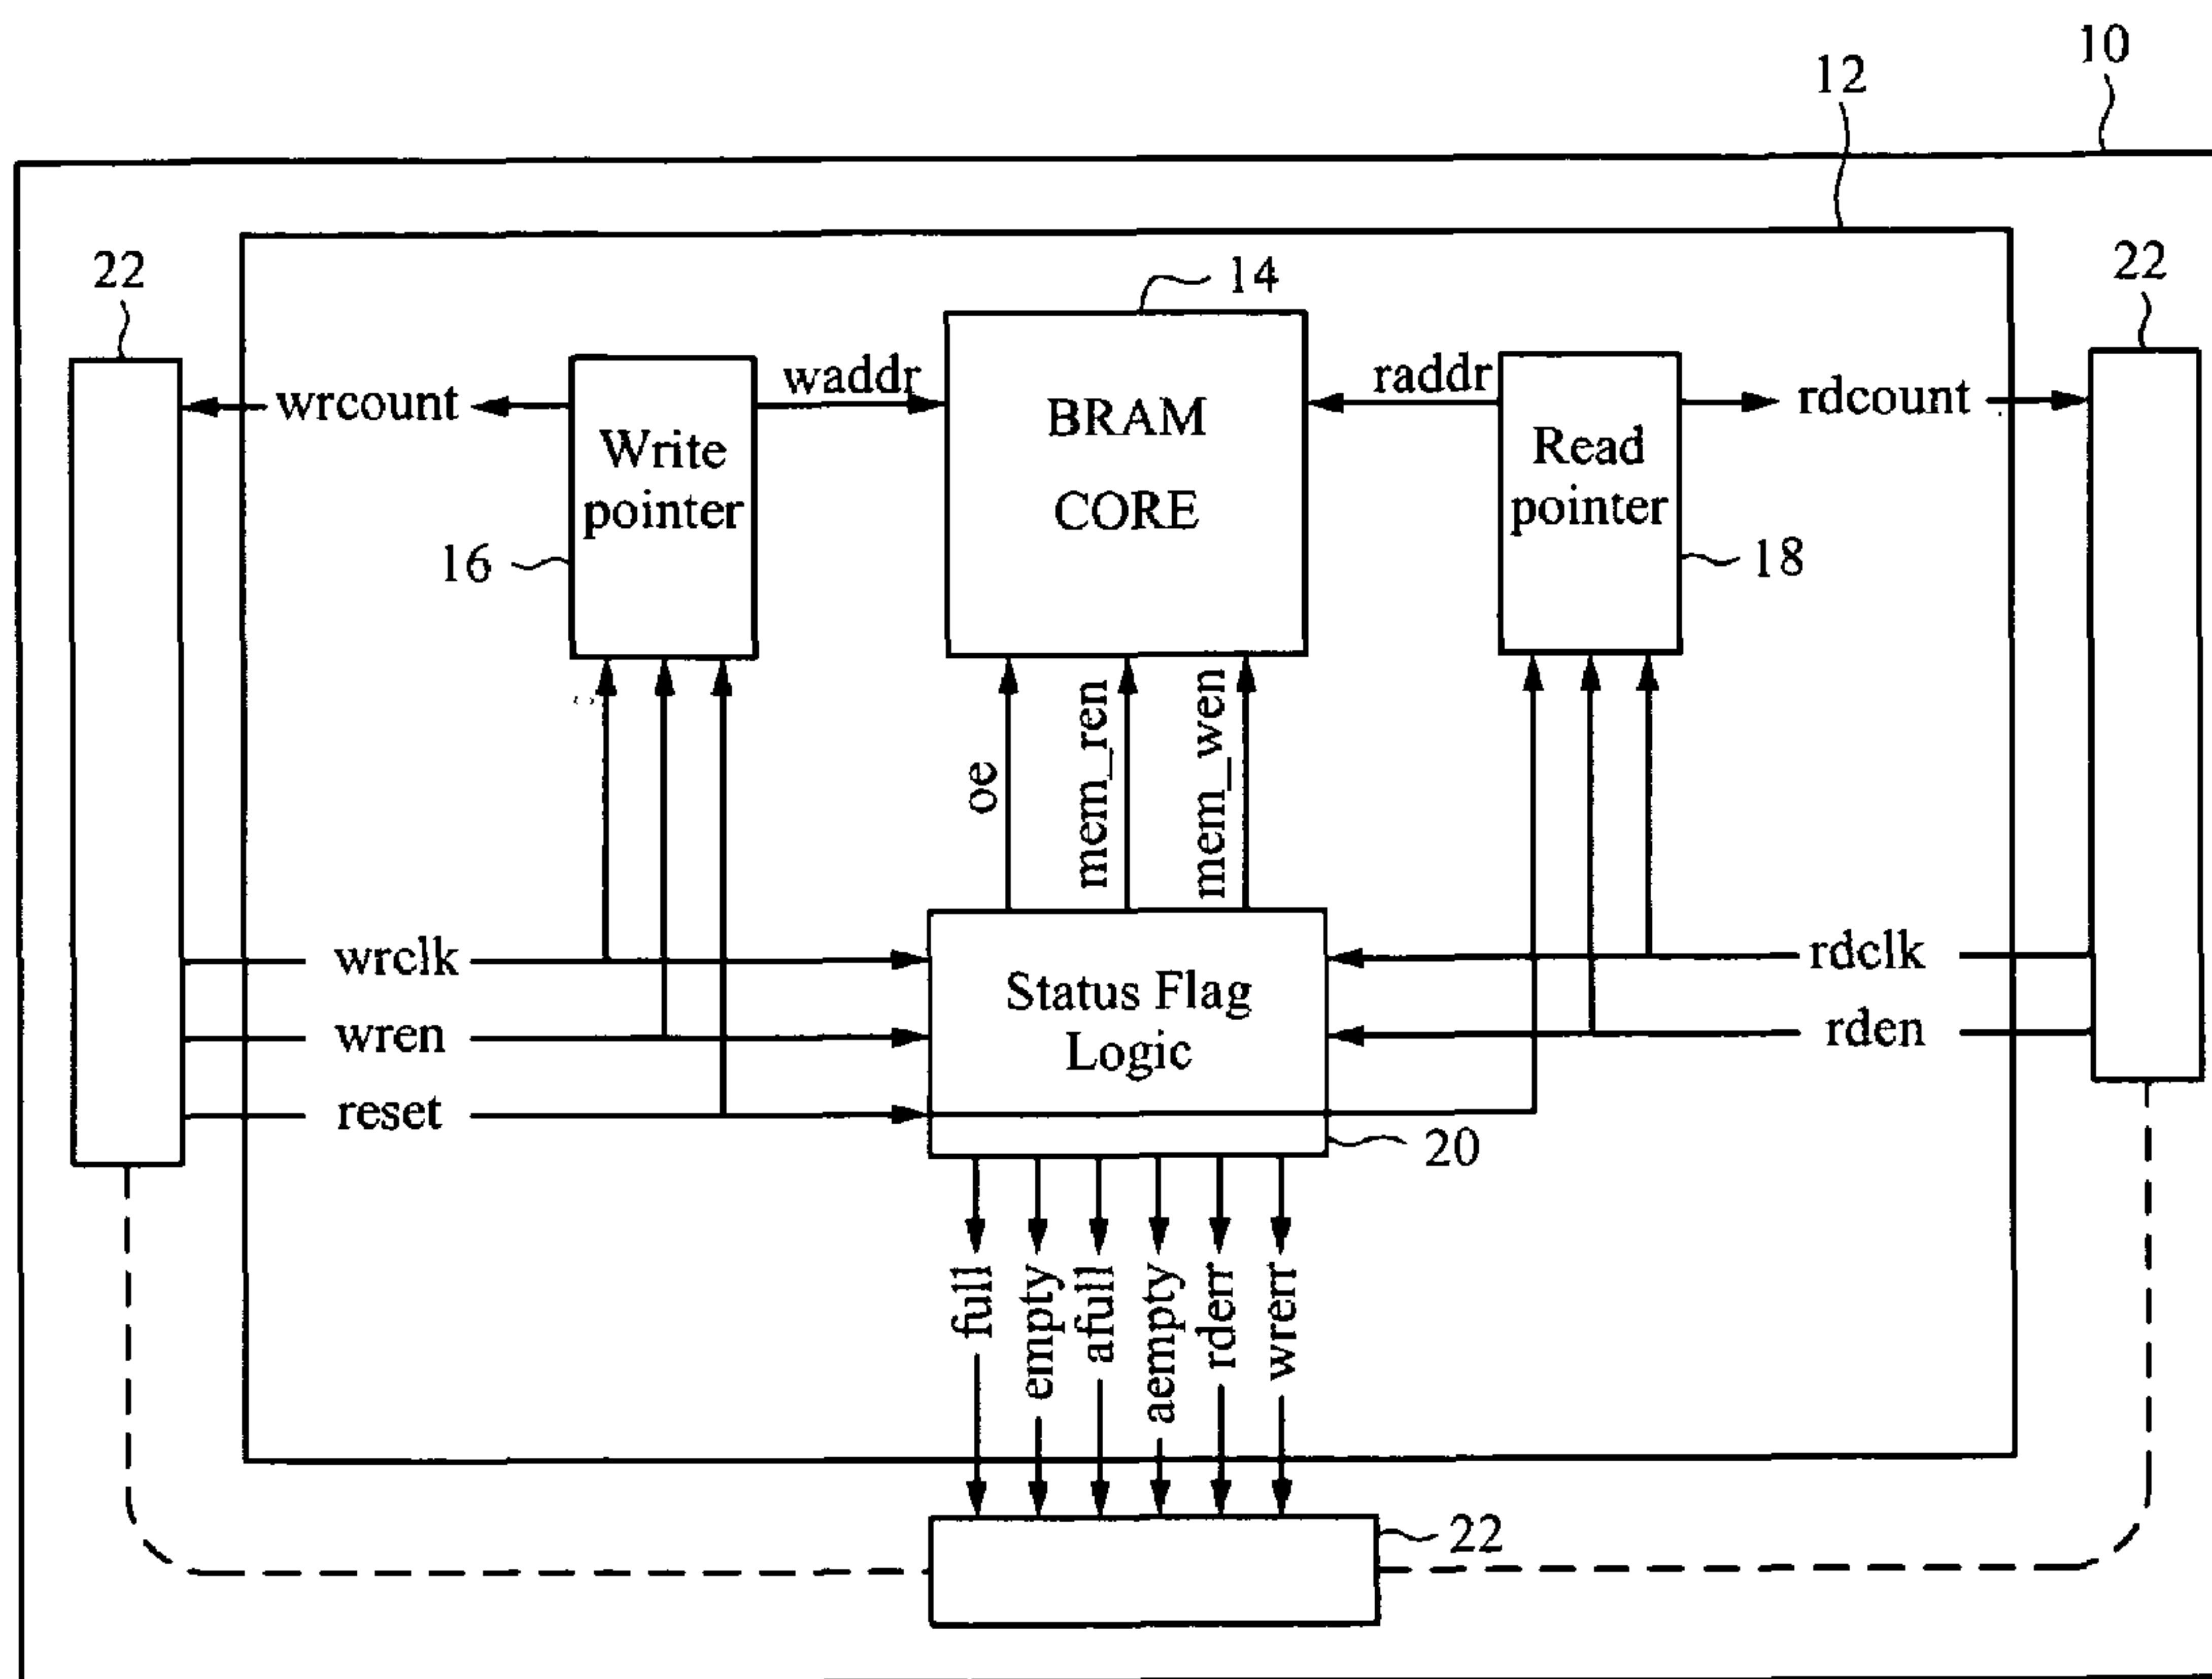 10
12
22
14
22
wrcount
Write
pointer
waddr
BRAM
CORE
raddr
Read
pointer
rdcount
16
18
oe
mem_ren
mem_wen
wrclk
wren
reset
Status Flag
Logic
rdclk
rden
20
full
empty
afull
aempty
rderr
wrerr
22